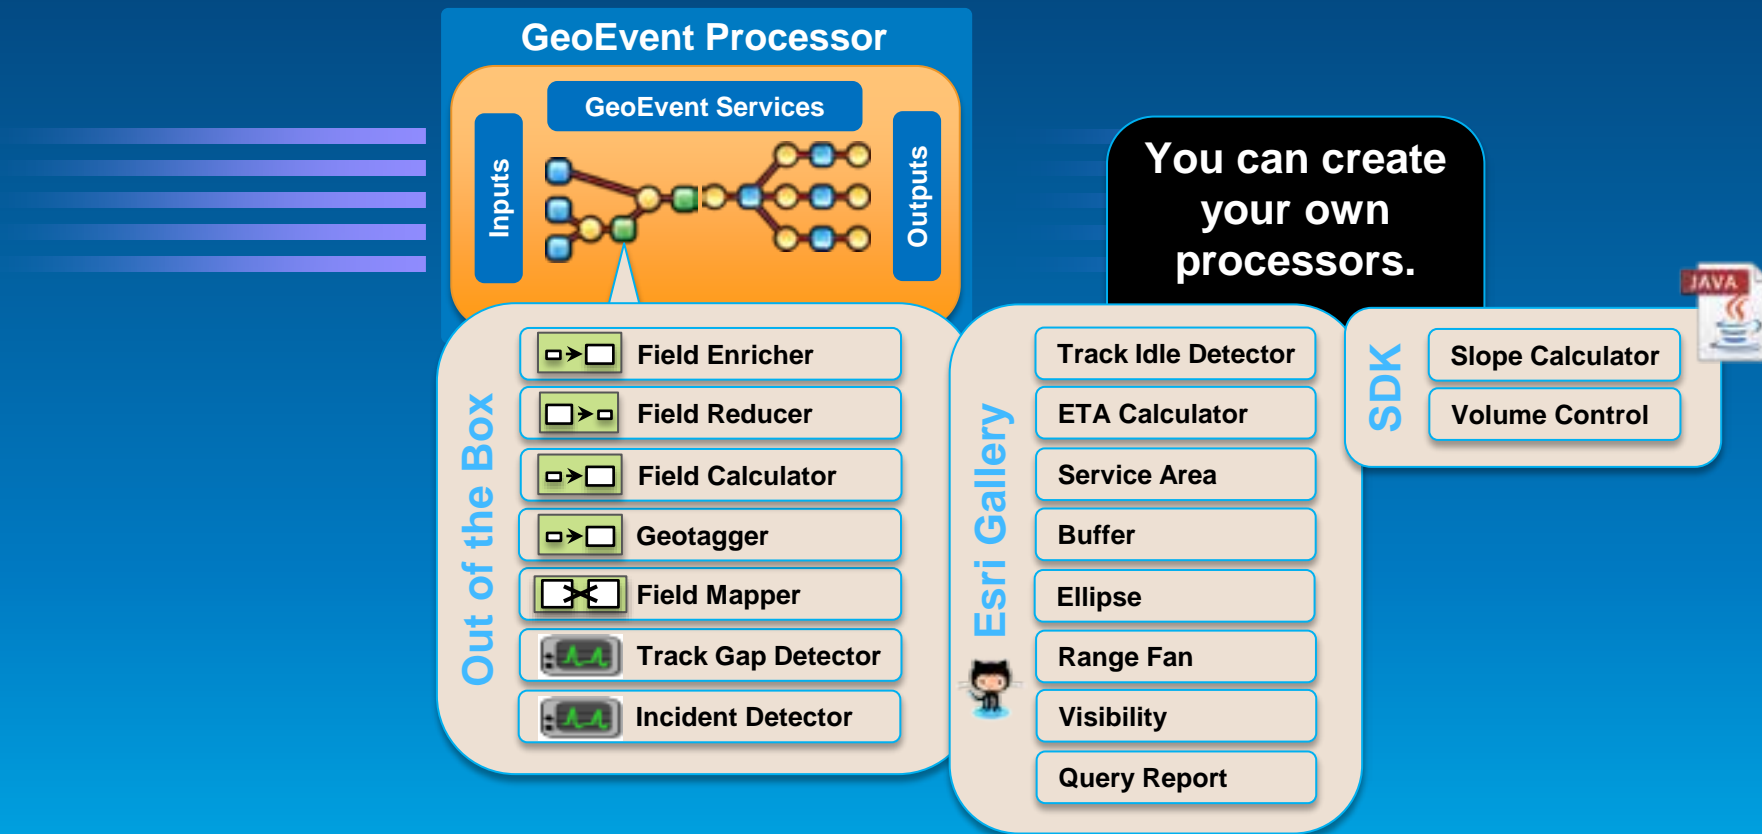 GeoEvent Processor
GeoEvent Services
Inputs
Outputs
You can create
your own
processors.
Out of the Box
Field Enricher
Field Reducer
Field Calculator
Geotagger
Field Mapper
Track Gap Detector
Incident Detector
Esri Gallery
Track Idle Detector
ETA Calculator
Service Area
Buffer
Ellipse
Range Fan
Visibility
Query Report
SDK
JAVA
Slope Calculator
Volume Control